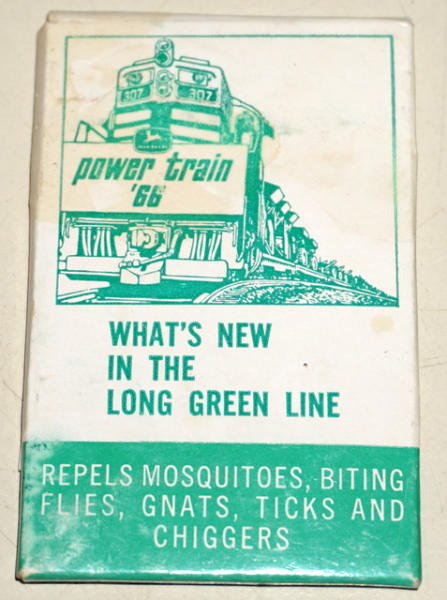 307 307
power train
'66
WHAT'S NEW
IN THE
LONG GREEN LINE
REPELS MOSQUITOES, BITING
FLIES, GNATS, TICKS AND
CHIGGERS